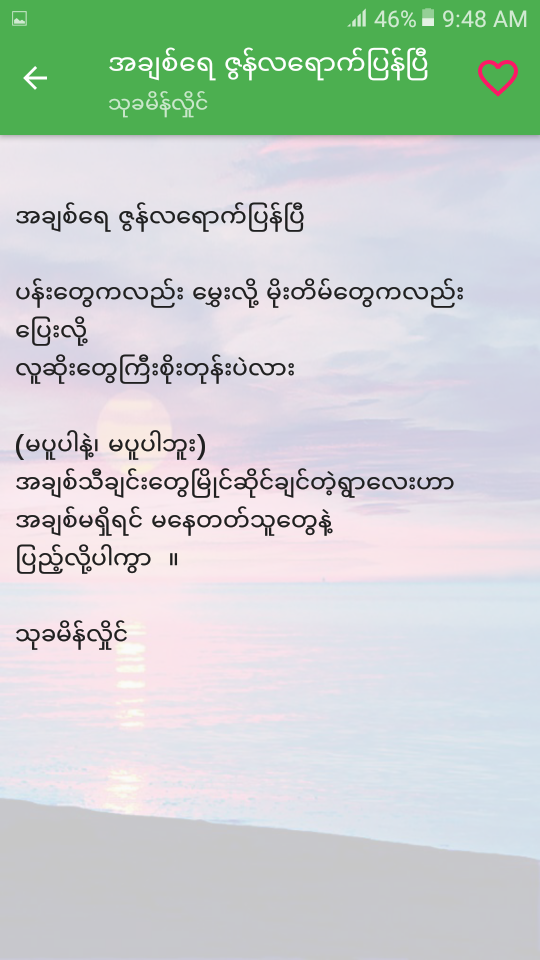 46% 9:48 AM
အချစ်ရေ ဇွန်လရောက်ပြန်ပြီ
သုခမိန်လှိုင်
အချစ်ရေ ဇွန်လရောက်ပြန်ပြီ
ပန်းတွေကလည်း မွှေးလို့ မိုးတိမ်တွေကလည်း
ပြေးလို့
လူဆိုးတွေကြီးစိုးတုန်းပဲလား
(မပူပါနဲ့၊ မပူပါဘူး)
အချစ်သီချင်းတွေမြိုင်ဆိုင်ချင်တဲ့ရွာလေးဟာ
အချစ်မရှိရင် မနေတတ်သူတွေနဲ့
ပြည့်လို့ပါကွာ ။
သုခမိန်လှိုင်